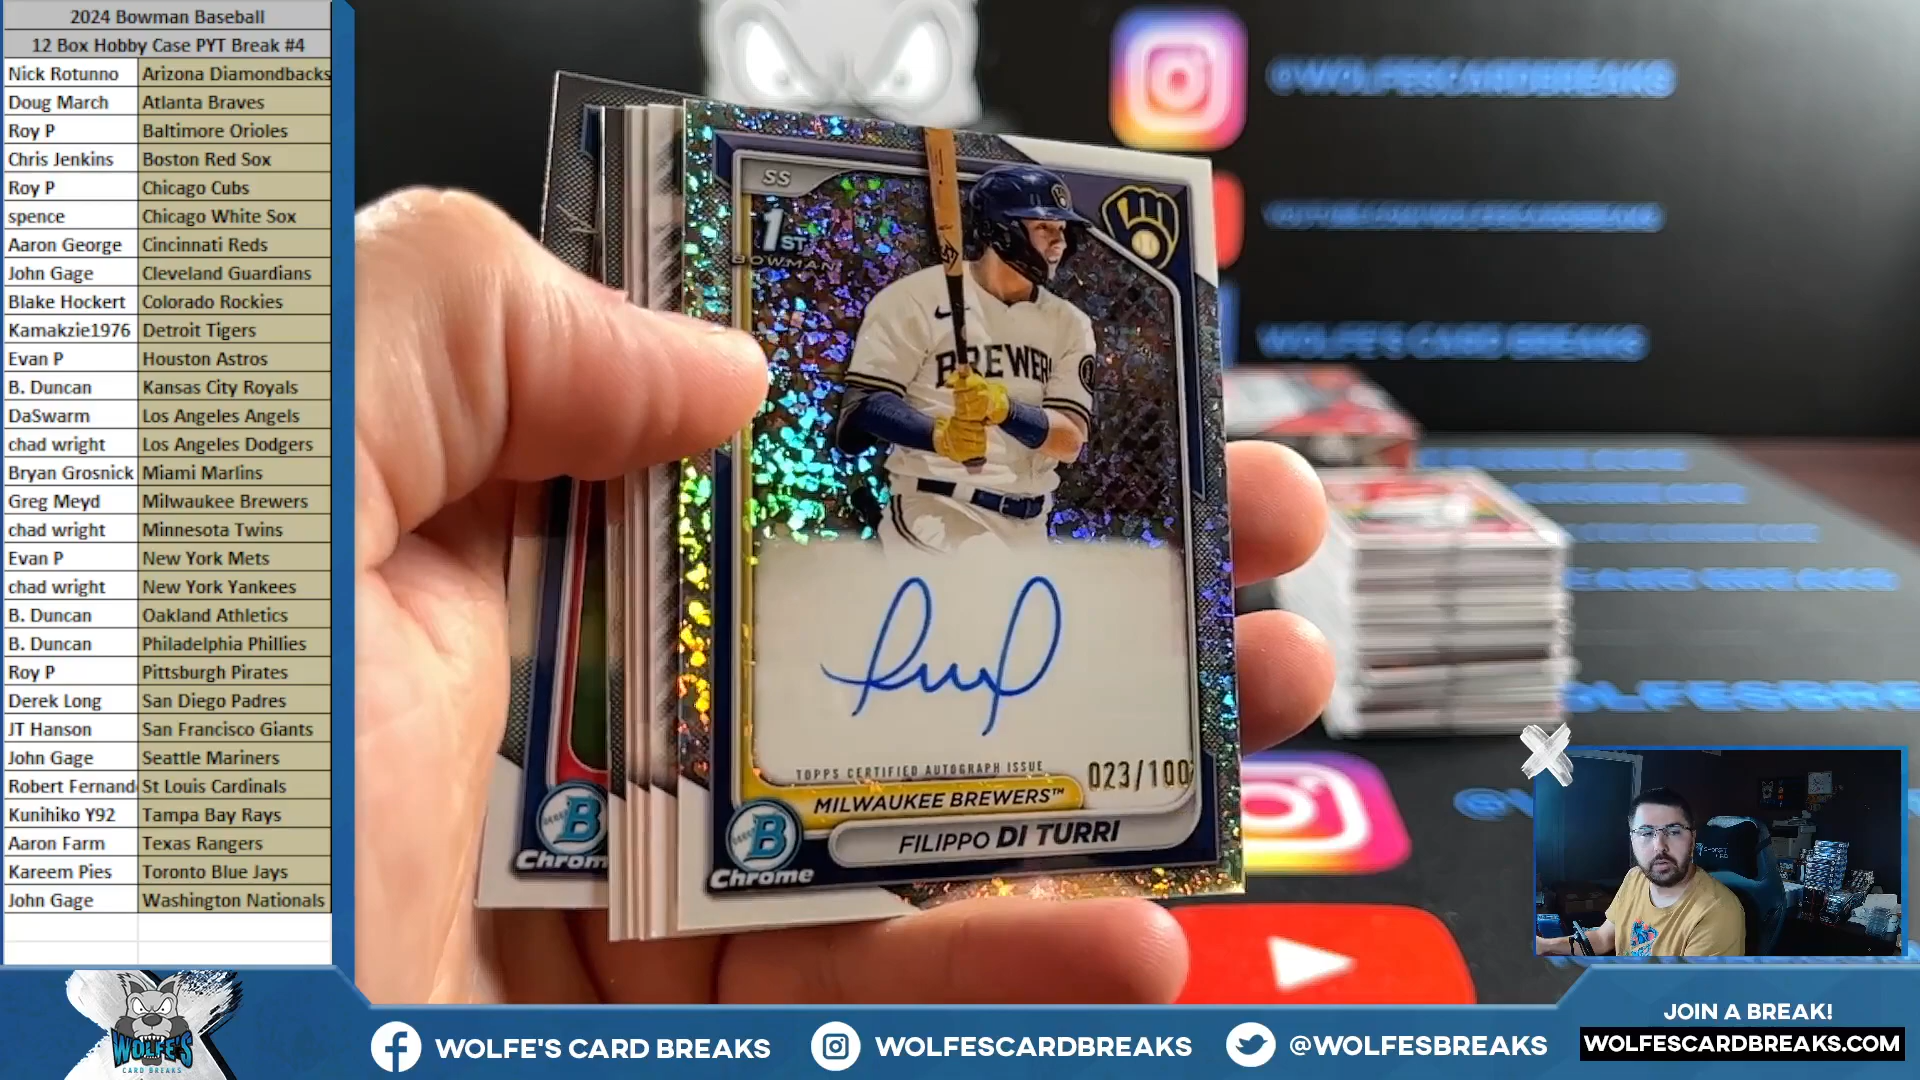 2024 Bowman Baseball
12 Box Hobby Case PYT Break #4
Nick Rotunno Arizona Diamondbacks
Doug March Atlanta Braves
Roy P Baltimore Orioles
Chris Jenkins Boston Red Sox
Roy P Chicago Cubs
spence Chicago White Sox
Aaron George Cincinnati Reds
John Gage Cleveland Guardians
Blake Hockert Colorado Rockies
Kamakzie1976 Detroit Tigers
Evan P Houston Astros
B. Duncan Kansas City Royals
DaSwarm Los Angeles Angels
chad wright Los Angeles Dodgers
Bryan Grosnick Miami Marlins
Greg Meyd Milwaukee Brewers
chad wright Minnesota Twins
Evan P New York Mets
chad wright New York Yankees
B. Duncan Oakland Athletics
B. Duncan Philadelphia Phillies
Roy P Pittsburgh Pirates
Derek Long San Diego Padres
JT Hanson San Francisco Giants
John Gage Seattle Mariners
Robert Fernand St Louis Cardinals
Kunihiko Y92 Tampa Bay Rays
Aaron Farm Texas Rangers
Kareem Pies Toronto Blue Jays
John Gage Washington Nationals
@WOLFESCARDBREAKS
WOLFE'S CARD BREAKS
SS
1ST
BOWMAN
BREWER
TOPPS CERTIFIED AUTOGRAPH ISSUE
023/100
MILWAUKEE BREWERS™
FILIPPO DI TURRI
B
Chrome
B
Chrom
WOLFE'S
CARD BREAKS
WOLFE'S CARD BREAKS
WOLFESCARDBREAKS
@WOLFESBREAKS
JOIN A BREAK!
WOLFESCARDBREAKS.COM